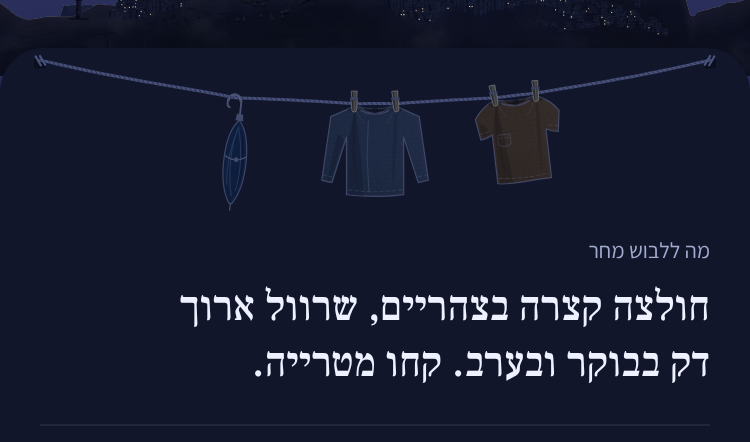 מה ללבוש מחר
חולצה קצרה בצהריים, שרוול ארוך
דק בבוקר ובערב. קחו מטרייה.